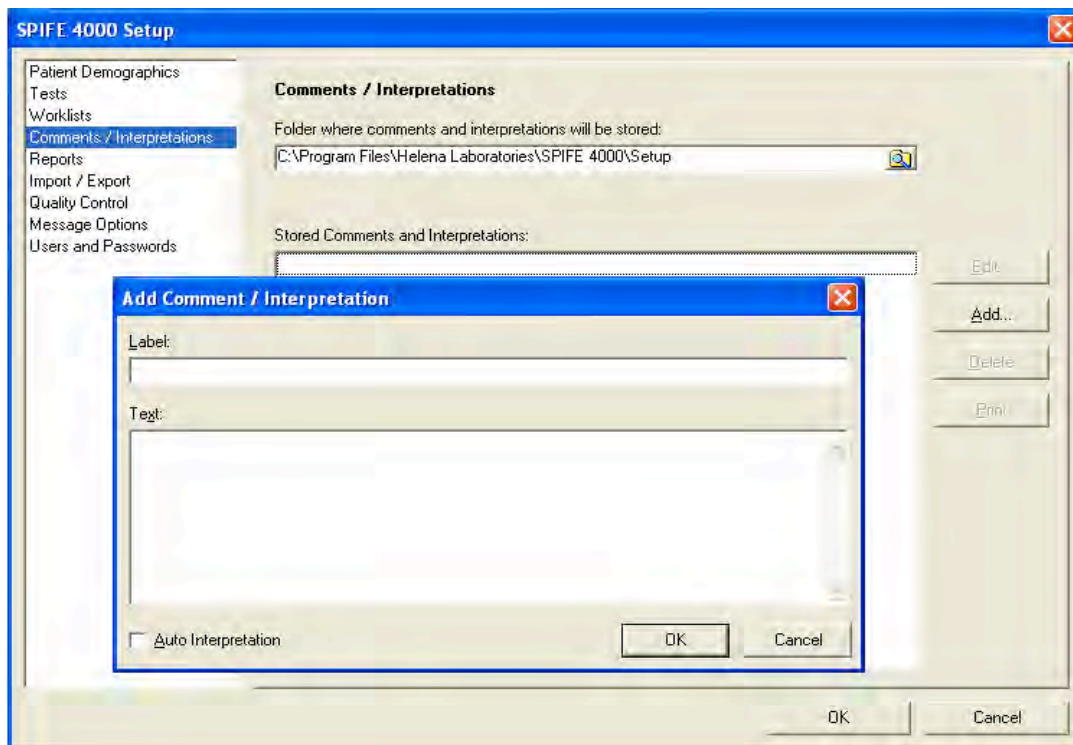 SPIFE 4000 Setup
Patient Demographics
Tests
Worklists
Comments / Interpretations
Reports
Import / Export
Quality Control
Message Options
Users and Passwords
Comments / Interpretations
Folder where comments and interpretations will be stored:
C:\Program Files\Helena Laboratories\SPIFE 4000\Setup
Stored Comments and Interpretations:
Edit
Add...
Delete
Print
Add Comment / Interpretation
Label:
Text:
Auto Interpretation
OK
Cancel
OK
Cancel